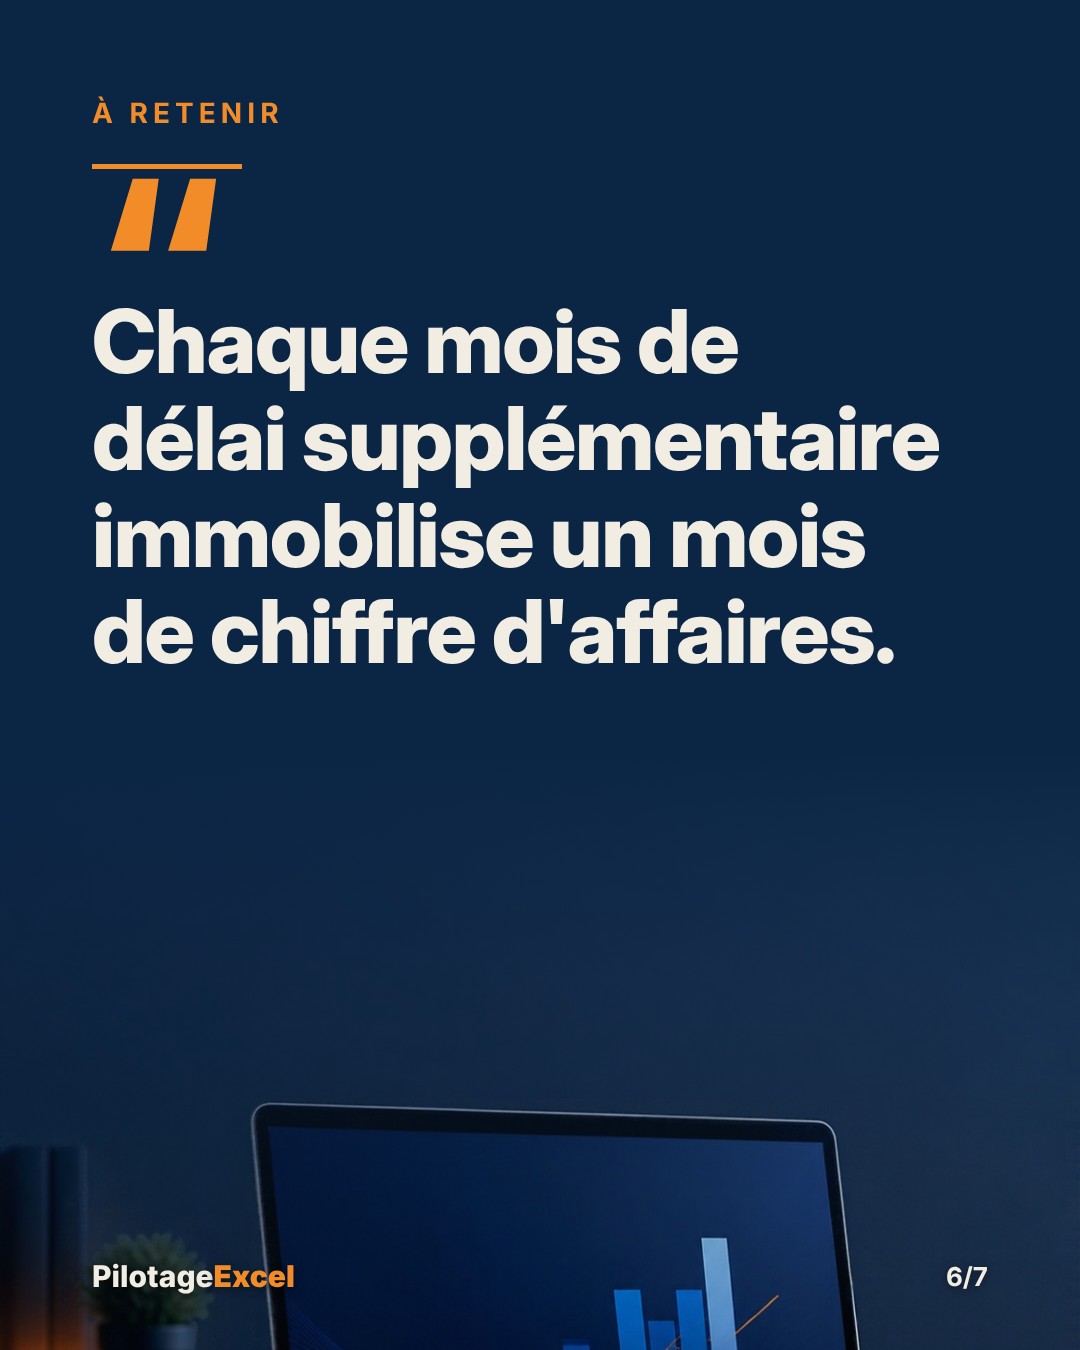 À RETENIR
"
Chaque mois de
délai supplémentaire
immobilise un mois
de chiffre d'affaires.
PilotageExcel
6/7